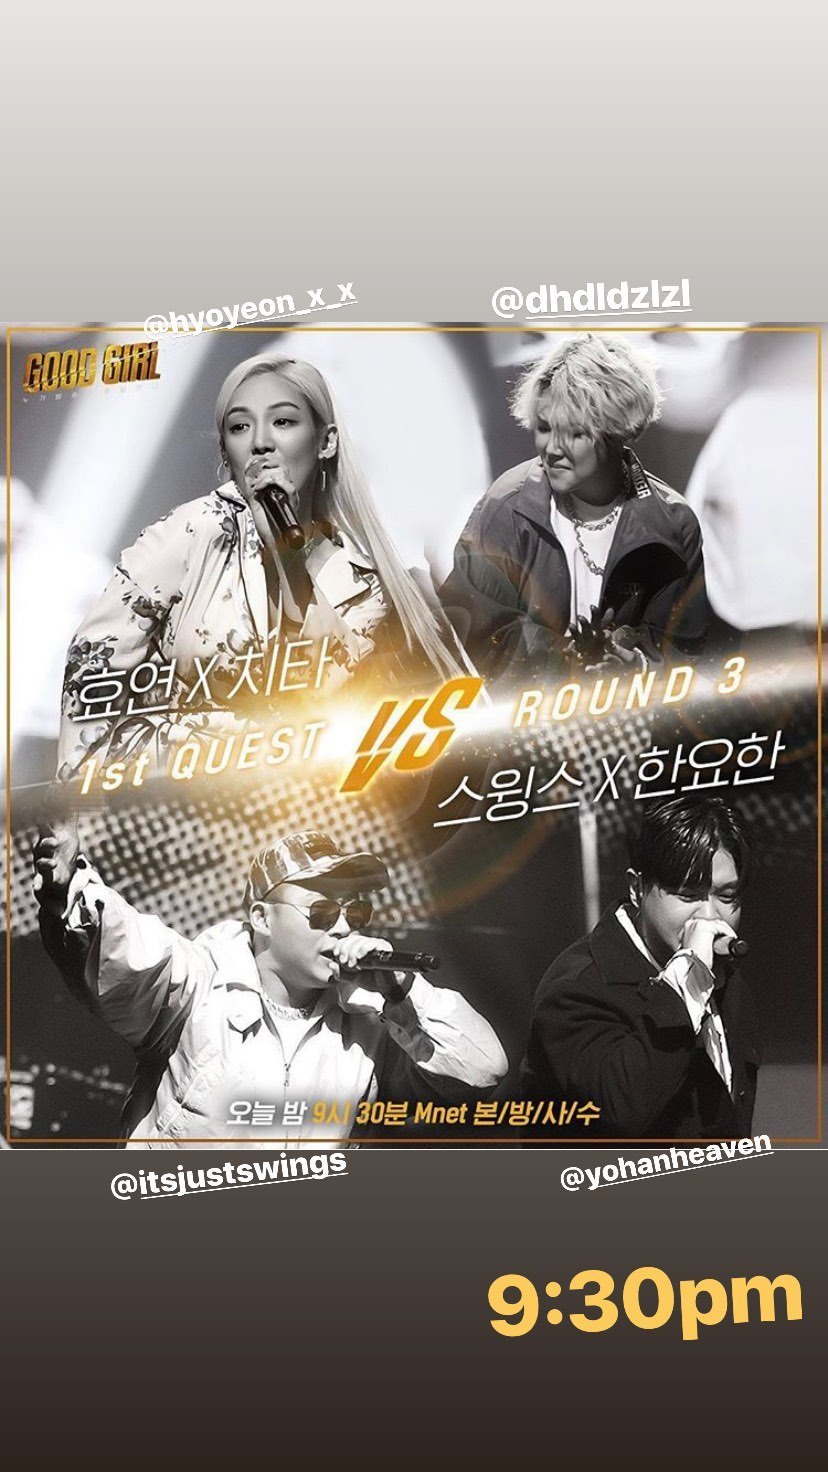 @hyoyeon_x_x
@dhdldzlzl
GOOD GIRL
효연 X 치타
1st QUEST
VS
ROUND 3
스윙스 X 한요한
오늘 밤 9시 30분 Mnet 본/방/사/수
@itsjustswings
@yohanheaven
9:30pm